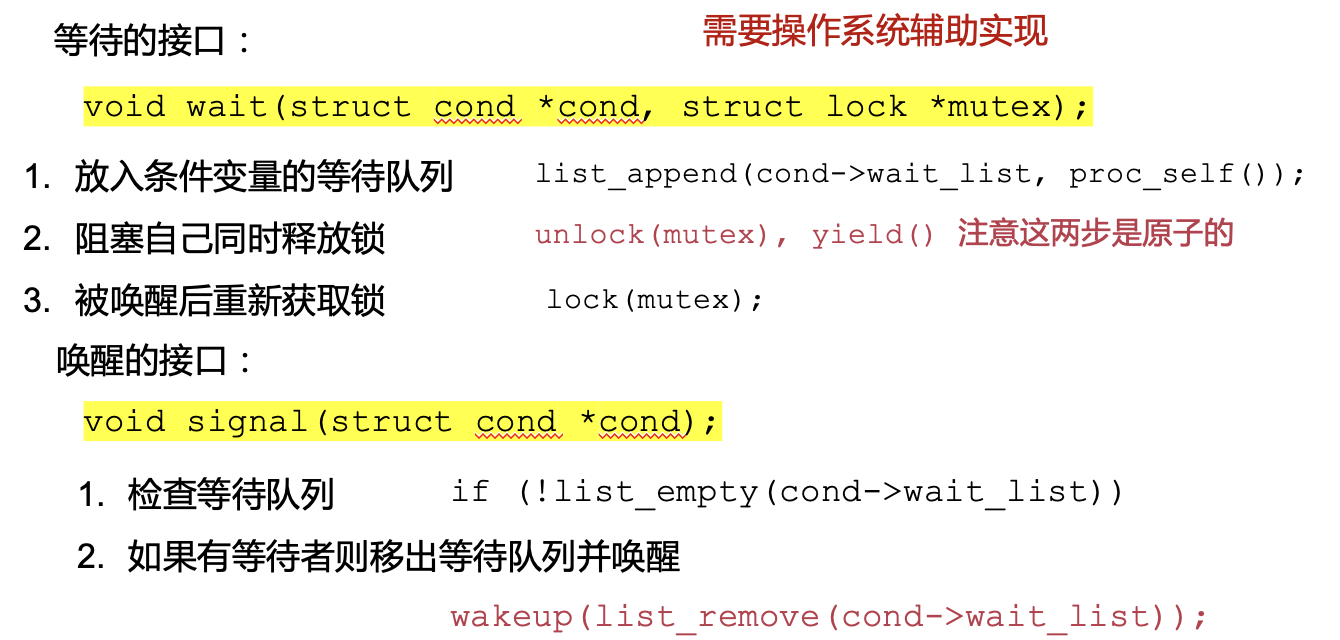 等待的接口：
需要操作系统辅助实现
void wait(struct cond *cond, struct lock *mutex);
1. 放入条件变量的等待队列 list_append(cond->wait_list, proc_self());
2. 阻塞自己同时释放锁 unlock(mutex), yield() 注意这两步是原子的
3. 被唤醒后重新获取锁 lock(mutex);
唤醒的接口：
void signal(struct cond *cond);
1. 检查等待队列 if (!list_empty(cond->wait_list))
2. 如果有等待者则移出等待队列并唤醒
wakeup(list_remove(cond->wait_list));